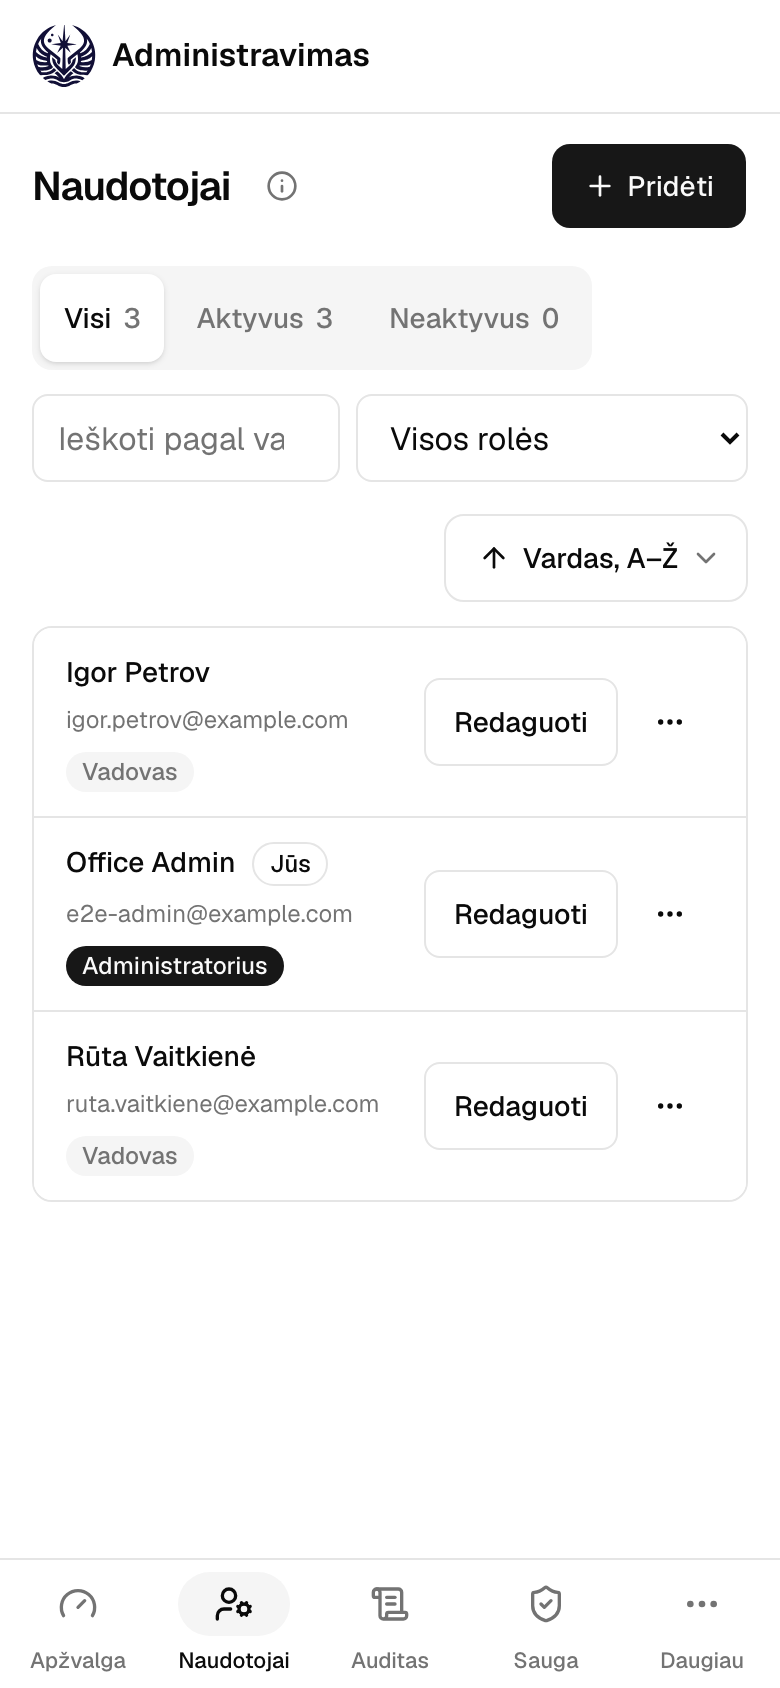 Administravimas
Naudotojai
Pridėti
Visi 3 Aktyvus 3 Neaktyvus 0
Ieškoti pagal va
Visos rolės
Vardas, A–Ž
Igor Petrov
igor.petrov@example.com
Vadovas
Redaguoti
Office Admin Jūs
e2e-admin@example.com
Administratorius
Redaguoti
Rūta Vaitkienė
ruta.vaitkiene@example.com
Vadovas
Redaguoti
Apžvalga Naudotojai Auditas Sauga Daugiau